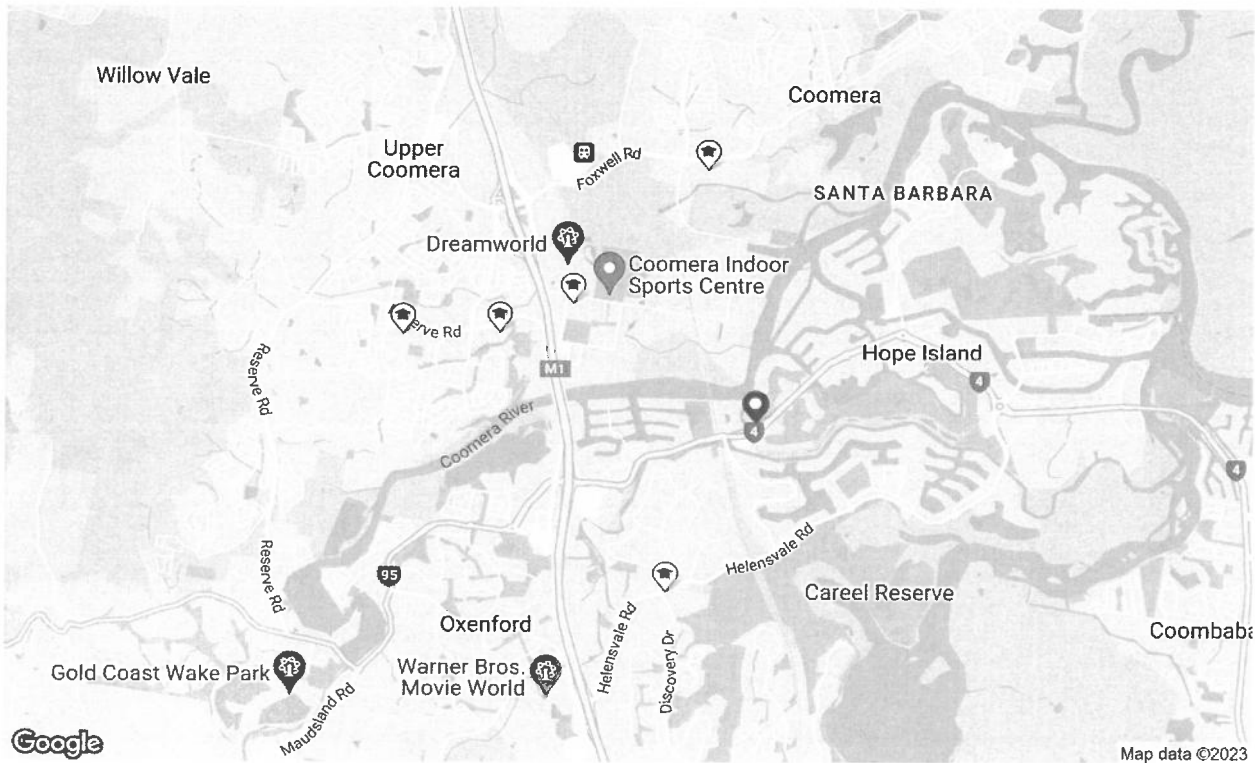 Willow Vale
Coomera
Upper
Coomera
Foxwell Rd
SANTA BARBARA
Dreamworld
Coomera Indoor
Sports Centre
erve Rd
Reserve Rd
Hope Island
M1
4
Coomera River
4
4
Reserve Rd
95
Helensvale Rd
Careel Reserve
Oxenford
Helensvale Rd
Discovery Dr
Coombaba
Gold Coast Wake Park
Warner Bros.
Movie World
Maudsland Rd
Google
Map data ©2023